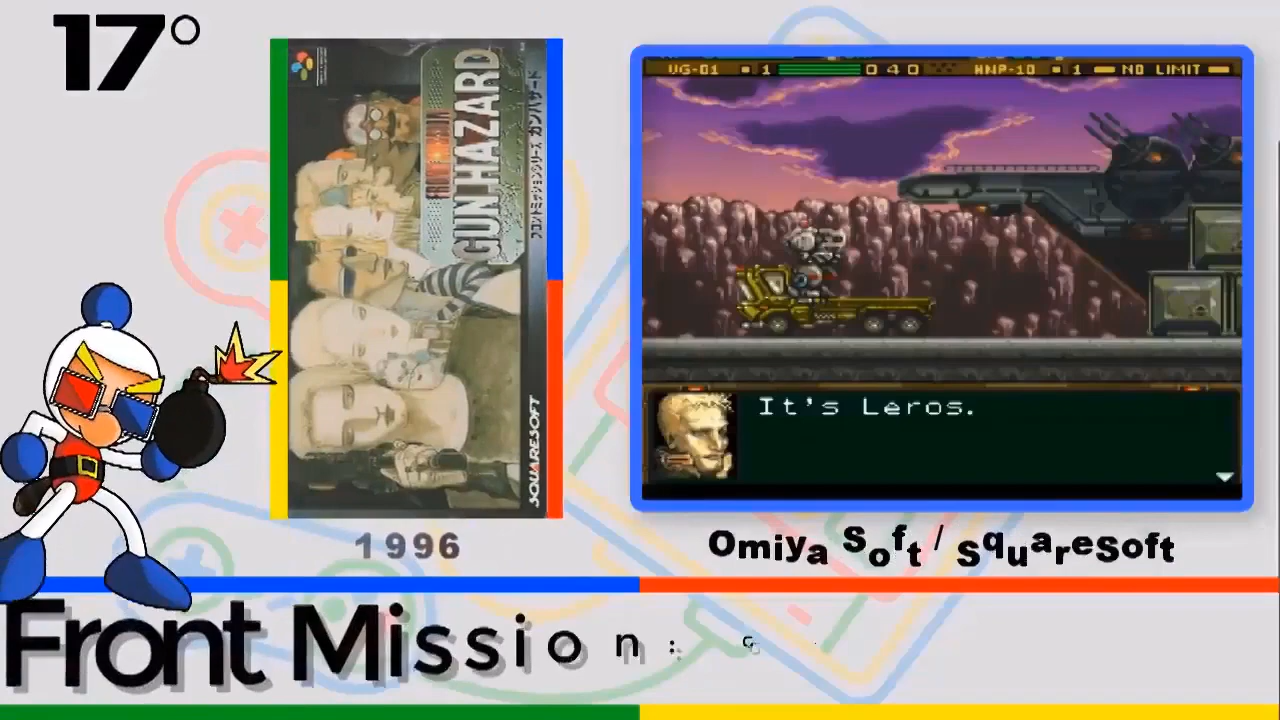 17°
FRONT MISSION
GUN HAZARD
フロントミッションシリーズ ガンハザード
SQUARESOFT
VG-01 1 040 HNP-10 1 NO LIMIT
It's Leros.
1996
Omiya Soft / Squaresoft
Front Mission: